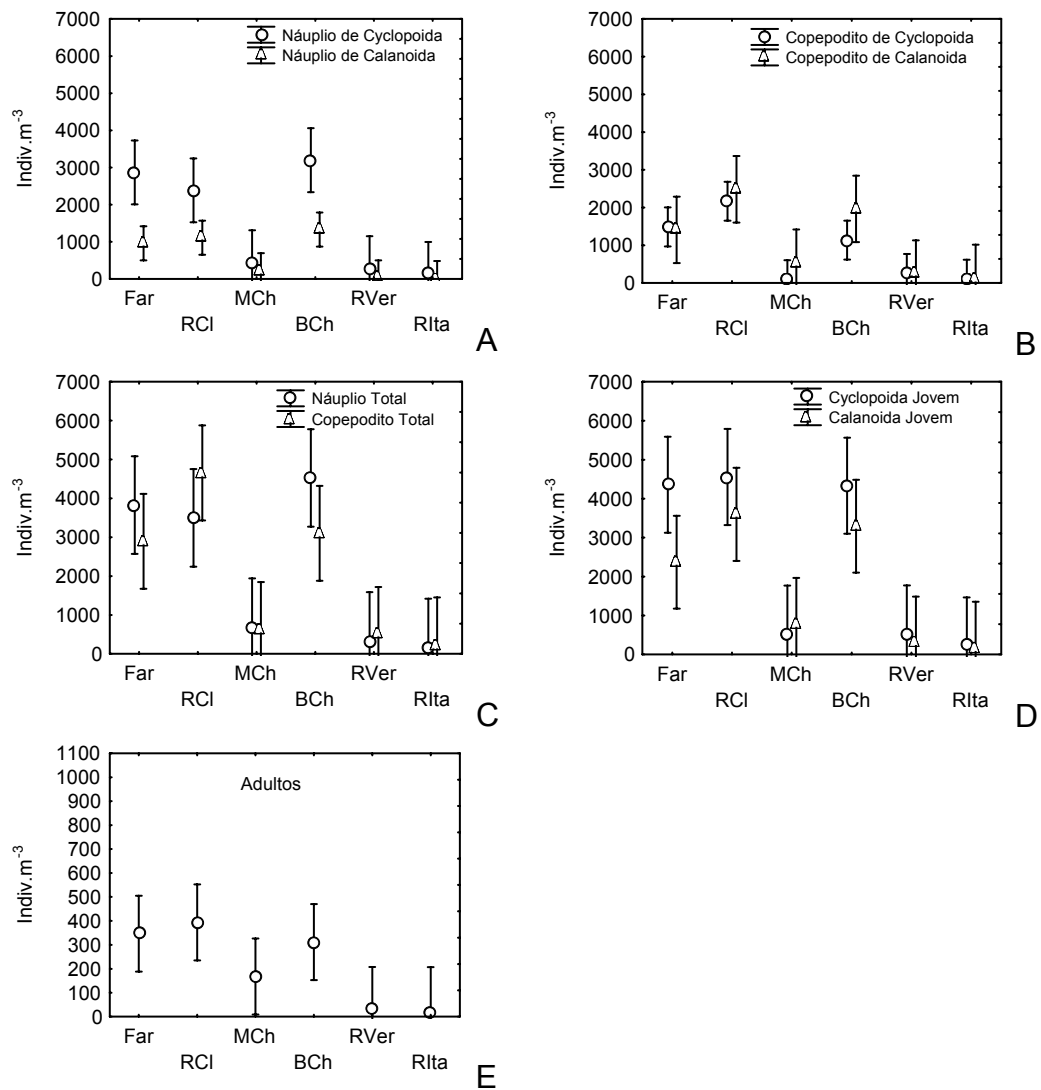 7000
6000
5000
4000
3000
2000
1000
0
Indiv.m⁻³
Náuplio de Cyclopoida
Náuplio de Calanoida
Far
RCl
MCh
BCh
RVer
RIta
A
7000
6000
5000
4000
3000
2000
1000
0
Indiv.m⁻³
Copepodito de Cyclopoida
Copepodito de Calanoida
Far
RCl
MCh
BCh
RVer
RIta
B
7000
6000
5000
4000
3000
2000
1000
0
Indiv.m⁻³
Náuplio Total
Copepodito Total
Far
RCl
MCh
BCh
RVer
RIta
C
7000
6000
5000
4000
3000
2000
1000
0
Indiv.m⁻³
Cyclopoida Jovem
Calanoida Jovem
Far
RCl
MCh
BCh
RVer
RIta
D
1100
1000
900
800
700
600
500
400
300
200
100
0
Indiv.m⁻³
Adultos
Far
RCl
MCh
BCh
RVer
RIta
E